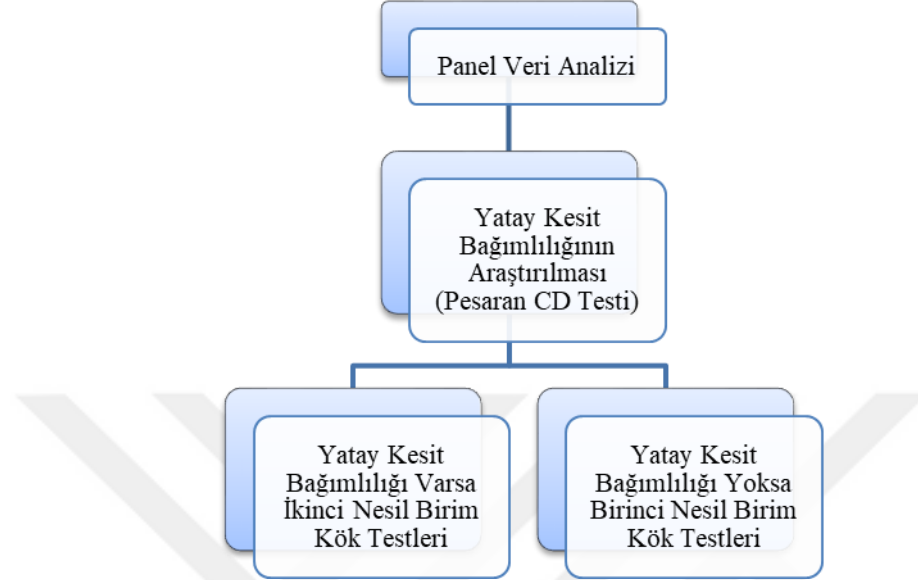 Panel Veri Analizi
Yatay Kesit
Bağımlılığının
Araştırılması
(Pesaran CD Testi)
Yatay Kesit
Bağımlılığı Varsa
İkinci Nesil Birim
Kök Testleri
Yatay Kesit
Bağımlılığı Yoksa
Birinci Nesil Birim
Kök Testleri